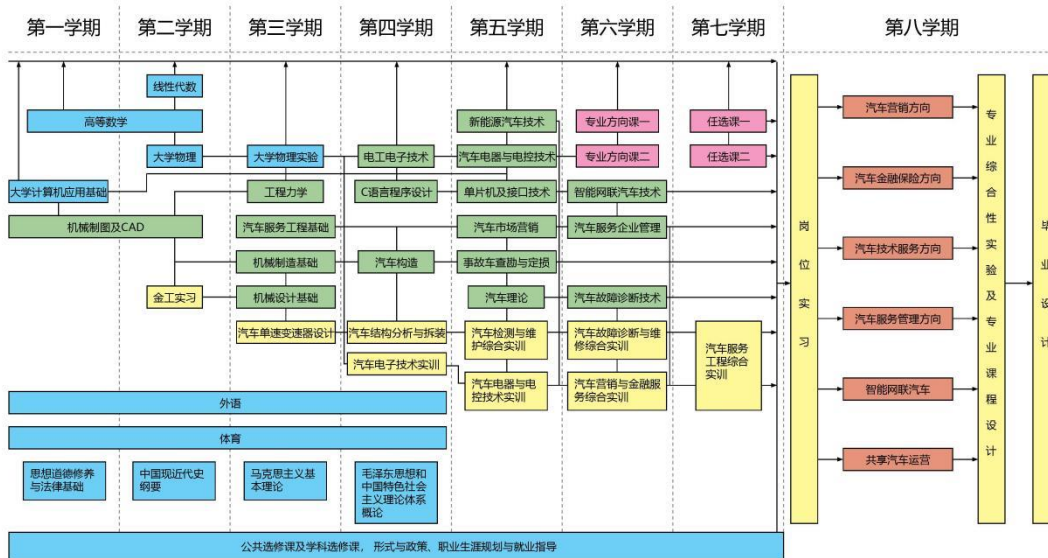 第一学期
第二学期
第三学期
第四学期
第五学期
第六学期
第七学期
第八学期
线性代数
高等数学
新能源汽车技术
专业方向课一
任选课一
大学物理
大学物理实验
电工电子技术
汽车电器与电控技术
专业方向课二
任选课二
大学计算机应用基础
工程力学
C语言程序设计
单片机及接口技术
智能网联汽车技术
机械制图及CAD
汽车服务工程基础
汽车市场营销
汽车服务企业管理
机械制造基础
汽车构造
事故车查勘与定损
金工实习
机械设计基础
汽车理论
汽车故障诊断技术
汽车单速变速器设计
汽车结构分析与拆装
汽车检测与维
护综合实训
汽车故障诊断与维
修综合实训
汽车服务
工程综合
实训
汽车电子技术实训
汽车电器与电
控技术实训
汽车营销与金融服
务综合实训
外语
体育
思想道德修养
与法律基础
中国现近代史
纲要
马克思主义基
本理论
毛泽东思想和
中国特色社会
主义理论体系
概论
公共选修课及学科选修课， 形式与政策、职业生涯规划与就业指导
岗位实习
汽车营销方向
汽车金融保险方向
汽车技术服务方向
汽车服务管理方向
智能网联汽车
共享汽车运营
专业综合性实验及专业课程设计
毕业设计